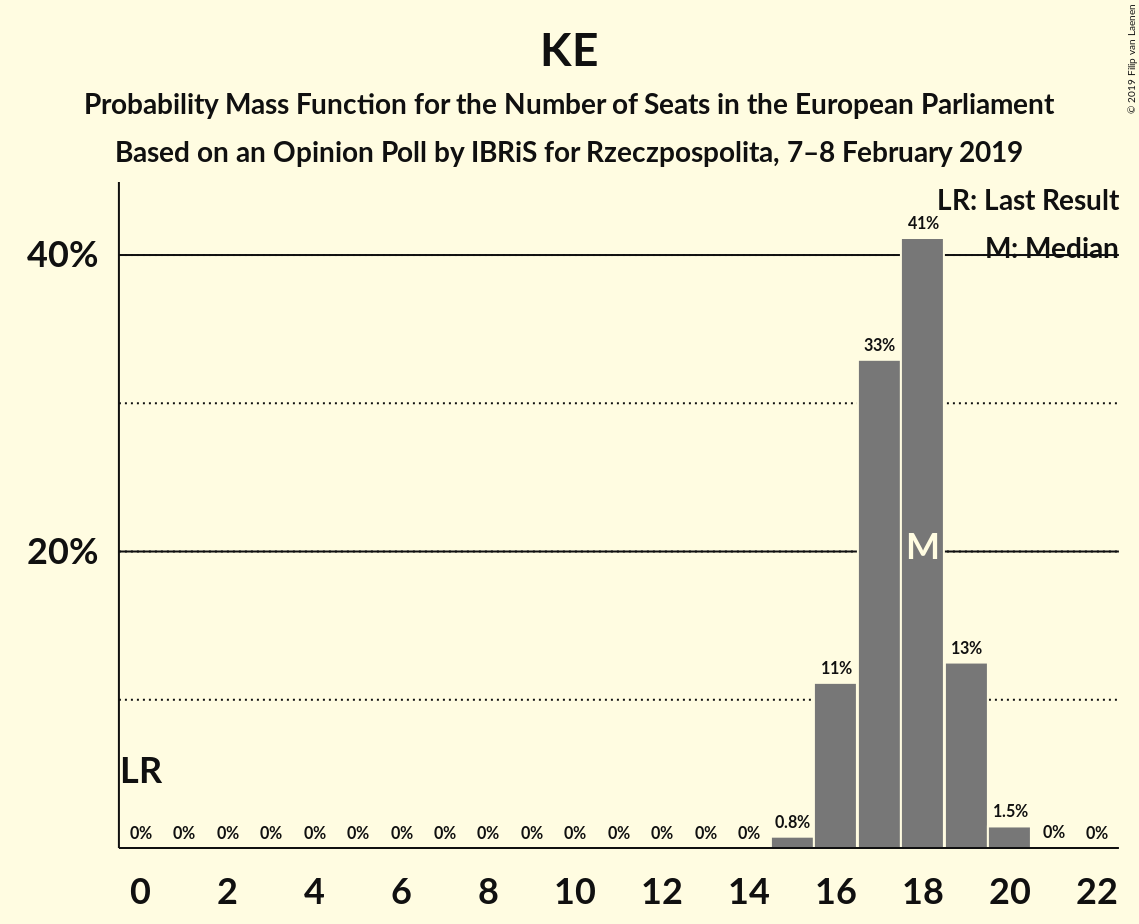 KE
Probability Mass Function for the Number of Seats in the European Parliament
Based on an Opinion Poll by IBRiS for Rzeczpospolita, 7–8 February 2019
© 2019 Filip van Laenen
LR: Last Result
M: Median
40%
20%
41%
33%
M
13%
11%
LR
0% 0% 0% 0% 0% 0% 0% 0% 0% 0% 0% 0% 0% 0% 0% 0.8% 1.5% 0% 0%
0 2 4 6 8 10 12 14 16 18 20 22